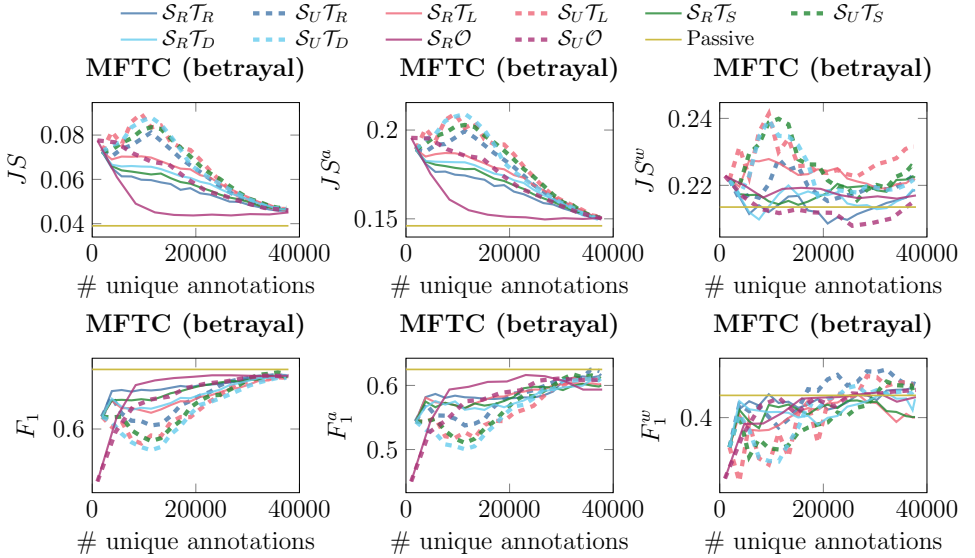 S_R T_R S_U T_R S_R T_L S_U T_L S_R T_S S_U T_S
S_R T_D S_U T_D S_R O S_U O Passive
MFTC (betrayal) MFTC (betrayal) MFTC (betrayal)
JS 0.08 0.06 0.04
0 20000 40000
# unique annotations
JS^a 0.2 0.15
0 20000 40000
# unique annotations
JS^w 0.24 0.22
0 20000 40000
# unique annotations
MFTC (betrayal) MFTC (betrayal) MFTC (betrayal)
F_1 0.6
0 20000 40000
# unique annotations
F_1^a 0.6 0.5
0 20000 40000
# unique annotations
F_1^w 0.4
0 20000 40000
# unique annotations